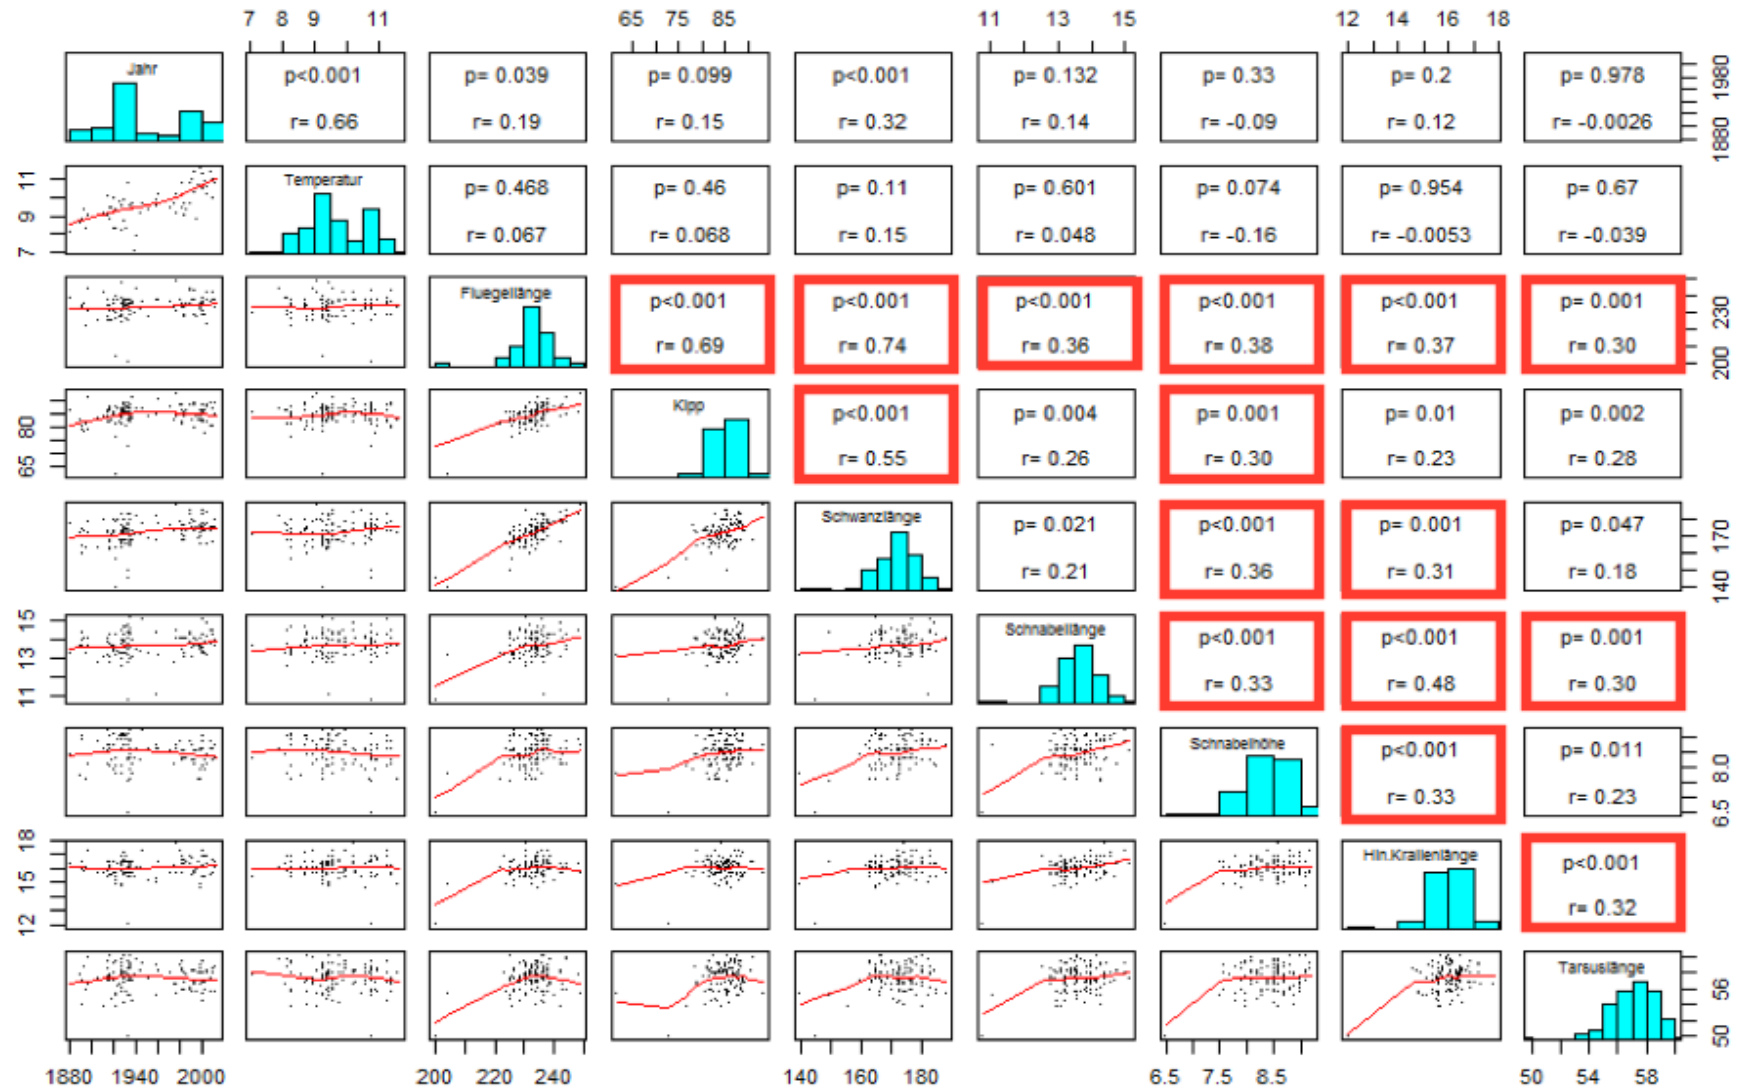 7 8 9 11 65 75 85 11 13 15 12 14 16 18
Jahr p<0.001 p= 0.039 p= 0.099 p<0.001 p= 0.132 p= 0.33 p= 0.2 p= 0.978
r= 0.66 r= 0.19 r= 0.15 r= 0.32 r= 0.14 r= -0.09 r= 0.12 r= -0.0026
1880 1980
Temperatur p= 0.468 p= 0.46 p= 0.11 p= 0.601 p= 0.074 p= 0.954 p= 0.67
r= 0.067 r= 0.068 r= 0.15 r= 0.048 r= -0.16 r= -0.0053 r= -0.039
7 9 11
Fluegellänge p<0.001 p<0.001 p<0.001 p<0.001 p<0.001 p= 0.001
r= 0.69 r= 0.74 r= 0.36 r= 0.38 r= 0.37 r= 0.30
200 230
Kipp p<0.001 p= 0.004 p= 0.001 p= 0.01 p= 0.002
r= 0.55 r= 0.26 r= 0.30 r= 0.23 r= 0.28
65 80
Schwanzlänge p= 0.021 p<0.001 p= 0.001 p= 0.047
r= 0.21 r= 0.36 r= 0.31 r= 0.18
140 170
Schnabellänge p<0.001 p<0.001 p= 0.001
r= 0.33 r= 0.48 r= 0.30
11 13 15
Schnabelhöhe p<0.001 p= 0.011
r= 0.33 r= 0.23
6.5 8.0
Hin.Krallenlänge p<0.001
r= 0.32
12 15 18
Tarsuslänge
50 56
1880 1940 2000 200 220 240 140 160 180 6.5 7.5 8.5 50 54 58